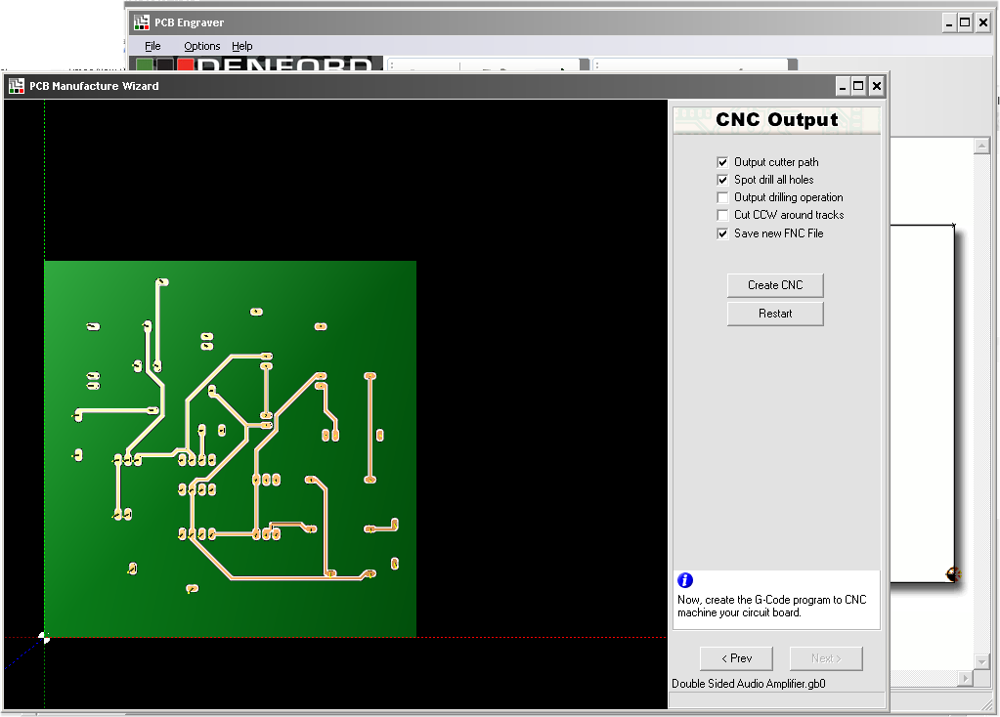 PCB Engraver
File Options Help
DENFORD
PCB Manufacture Wizard
CNC Output
Output cutter path
Spot drill all holes
Output drilling operation
Cut CCW around tracks
Save new FNC File
Create CNC
Restart
Now, create the G-Code program to CNC
machine your circuit board.
< Prev
Next >
Double Sided Audio Amplifier.gb0